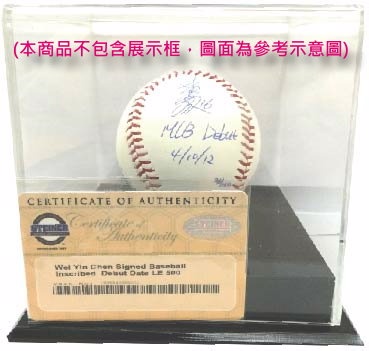 (本商品不包含展示框，圖面為參考示意圖)
MLB Debut
4/10/12
CERTIFICATE OF AUTHENTICITY
STEINER
Certificate of
Authenticity
STEINER
Wei Yin Chen Signed Baseball
Inscribed Debut Date LE 500